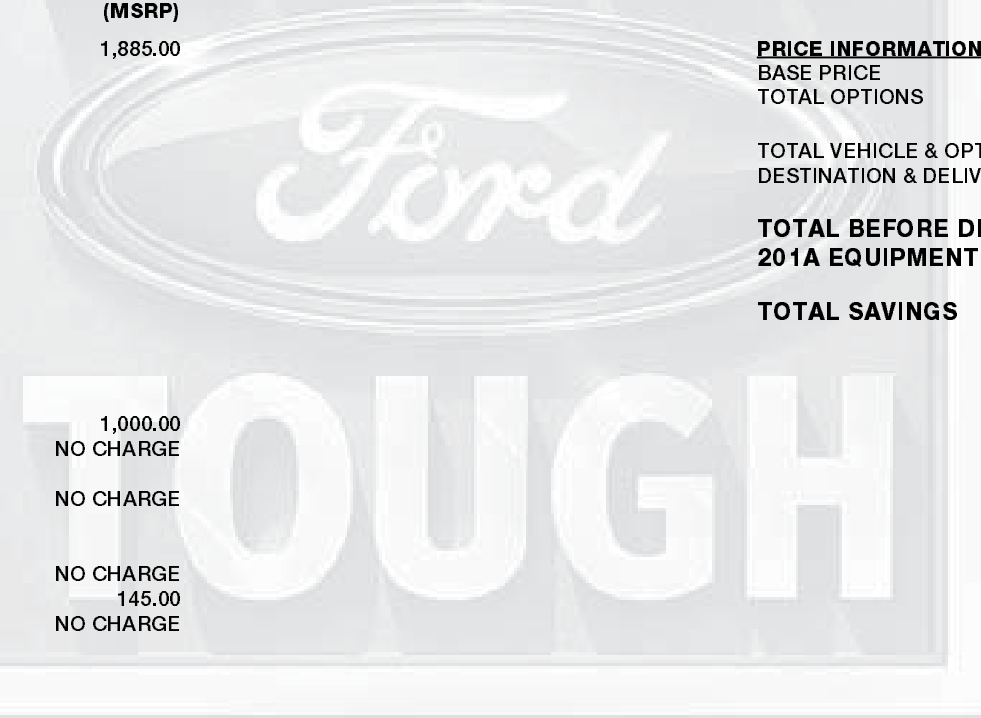 (MSRP)
1,885.00
1,000.00
NO CHARGE
NO CHARGE
NO CHARGE
145.00
NO CHARGE
PRICE INFORMATION
BASE PRICE
TOTAL OPTIONS
TOTAL VEHICLE & OPT
DESTINATION & DELIV
TOTAL BEFORE DI
201A EQUIPMENT
TOTAL SAVINGS
Ford
TOUGH